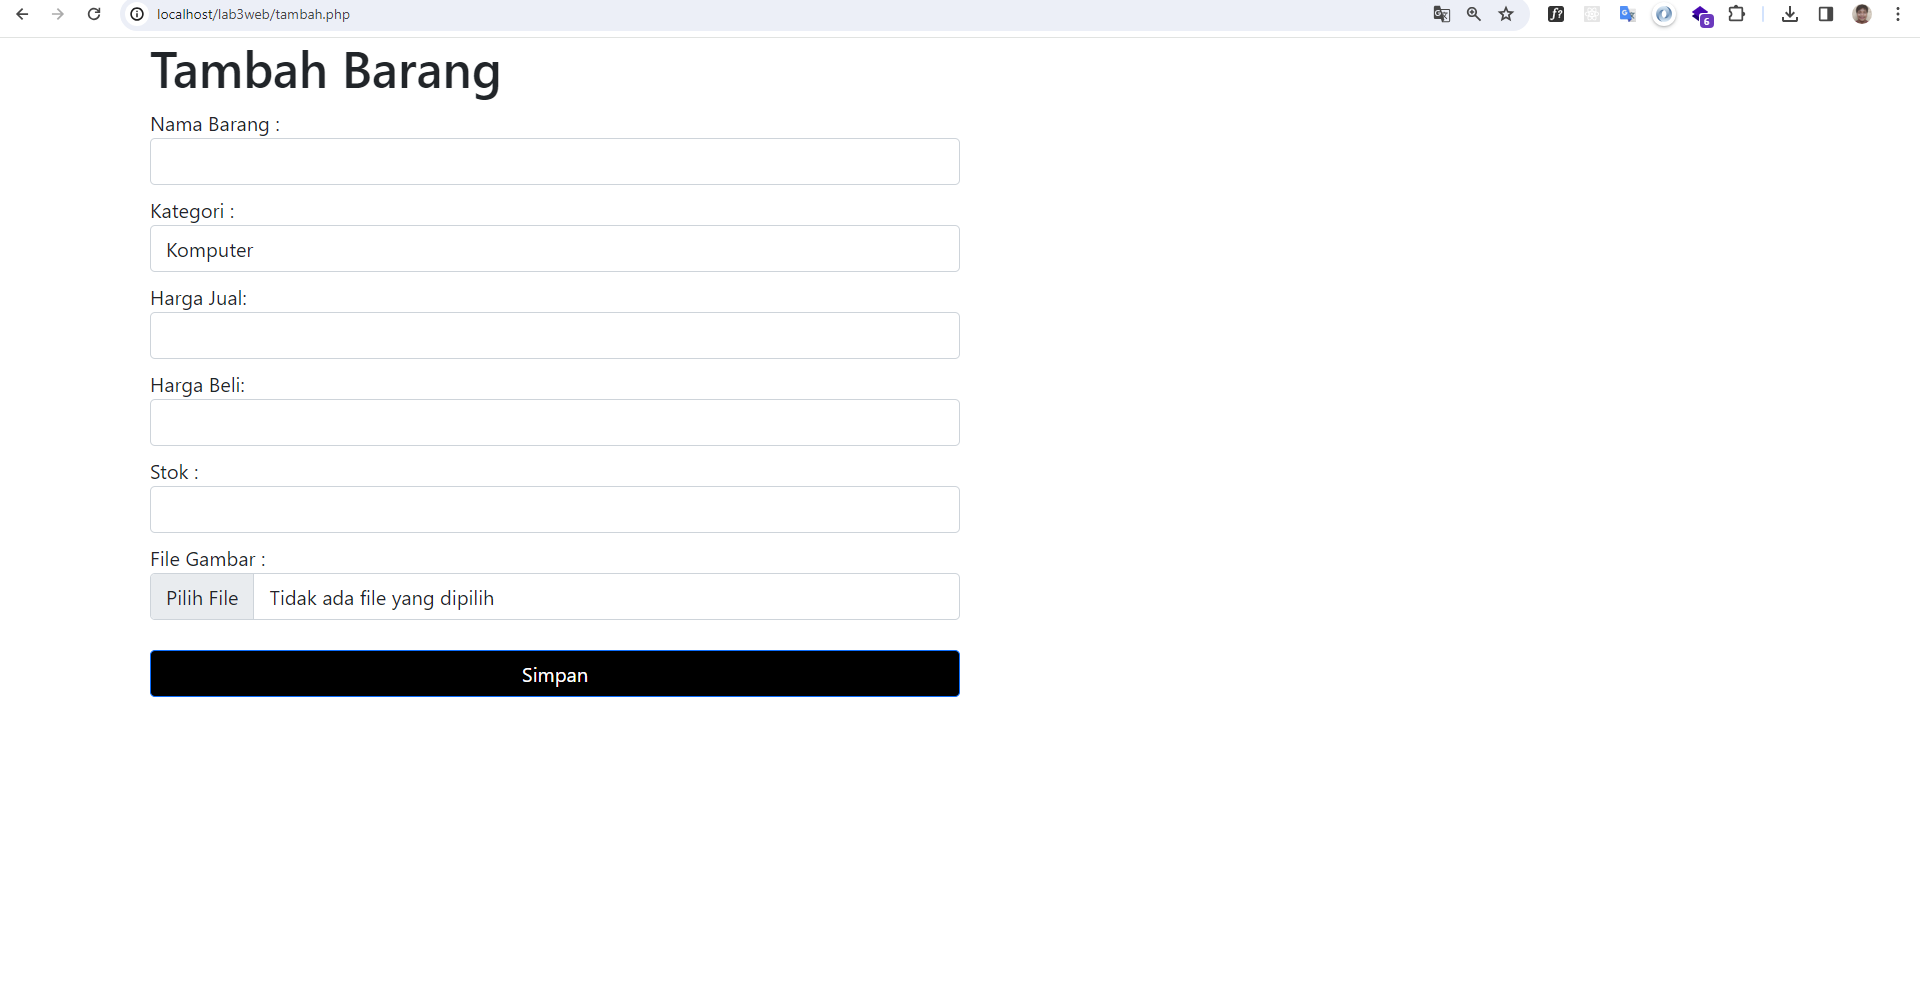 localhost/lab3web/tambah.php
6
Tambah Barang
Nama Barang :
Kategori :
Komputer
Harga Jual:
Harga Beli:
Stok :
File Gambar :
Pilih File Tidak ada file yang dipilih
Simpan